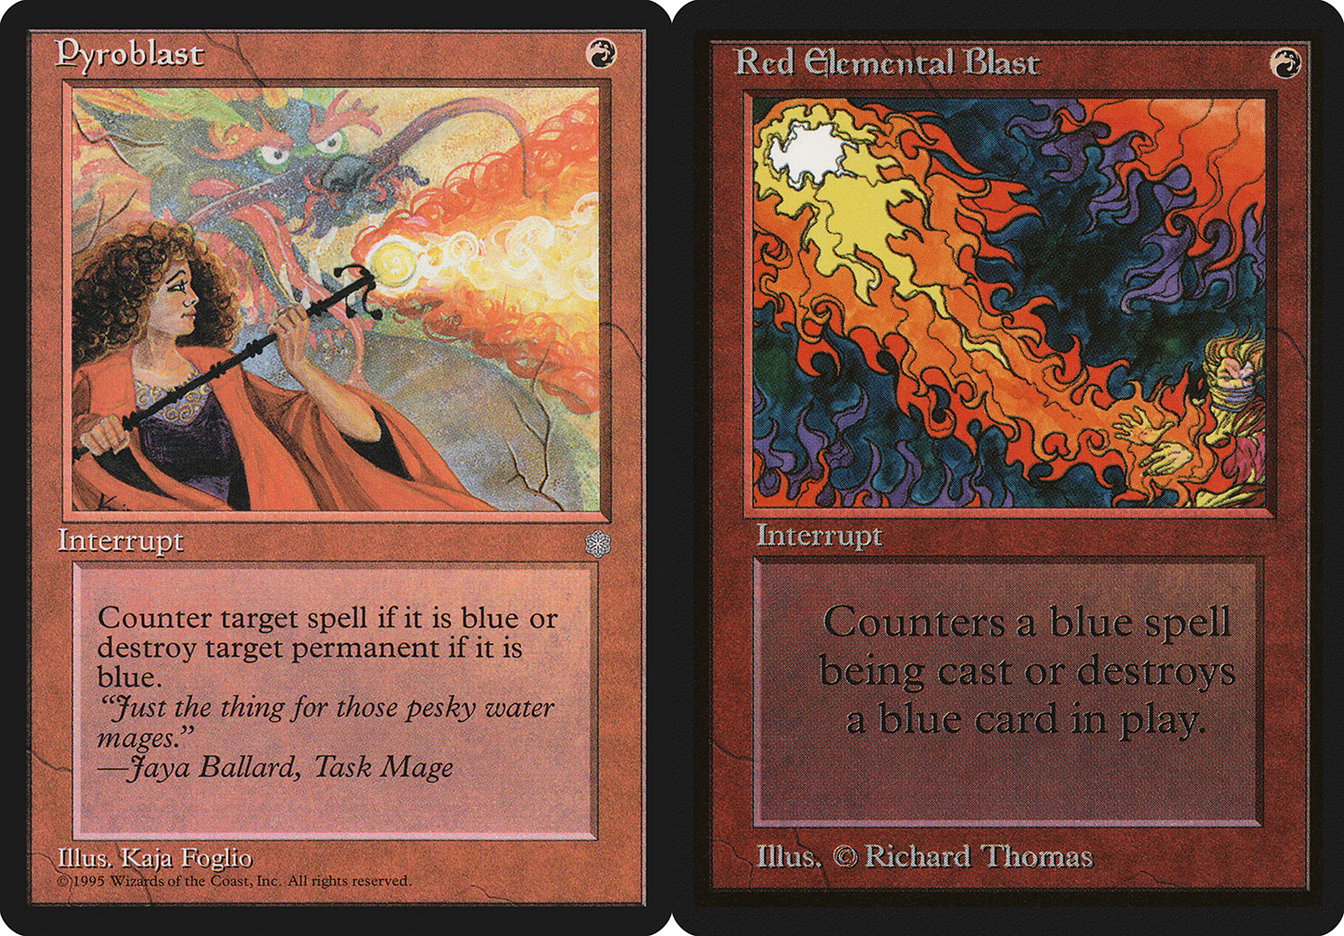 Pyroblast
Interrupt
Counter target spell if it is blue or
destroy target permanent if it is
blue.
“Just the thing for those pesky water
mages.”
—Jaya Ballard, Task Mage
Illus. Kaja Foglio
©1995 Wizards of the Coast, Inc. All rights reserved.
Red Elemental Blast
Interrupt
Counters a blue spell
being cast or destroys
a blue card in play.
Illus. © Richard Thomas